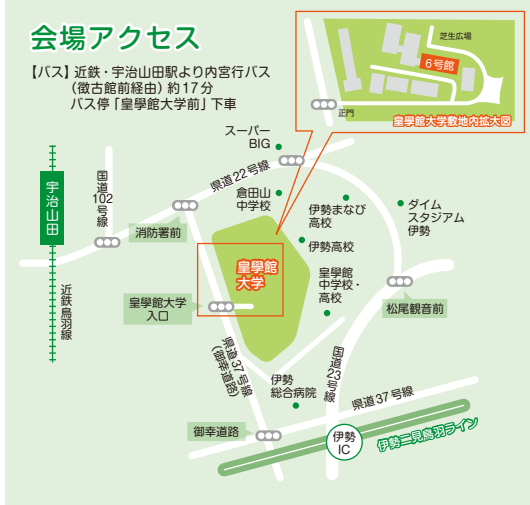 会場アクセス
【バス】近鉄・宇治山田駅より内宮行バス
（徴古館前経由）約17分
バス停「皇學館大学前」下車
芝生広場
6号館
正門
皇學館大学敷地内拡大図
スーパー
BIG
県道22号線
倉田山
中学校
伊勢まなび
高校
ダイム
スタジアム
伊勢
国道
102
号線
宇治山田
消防署前
伊勢高校
皇學館
大学
皇學館
中学校・
高校
近鉄鳥羽線
皇學館大学
入口
松尾観音前
県道37号線
（御幸道路）
国道
23
号線
伊勢
総合病院
県道37号線
御幸道路
伊勢
IC
伊勢二見鳥羽ライン